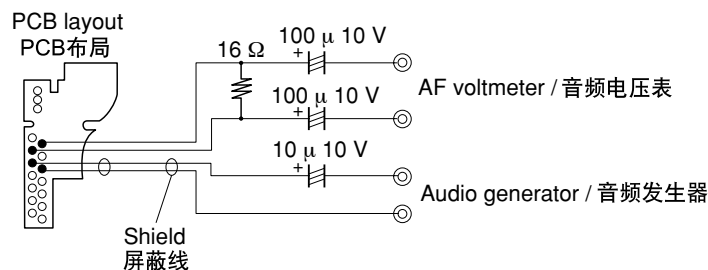 PCB layout
PCB布局
16 Ω
100 μ 10 V
+
AF voltmeter / 音频电压表
100 μ 10 V
+
10 μ 10 V
+
Audio generator / 音频发生器
Shield
屏蔽线